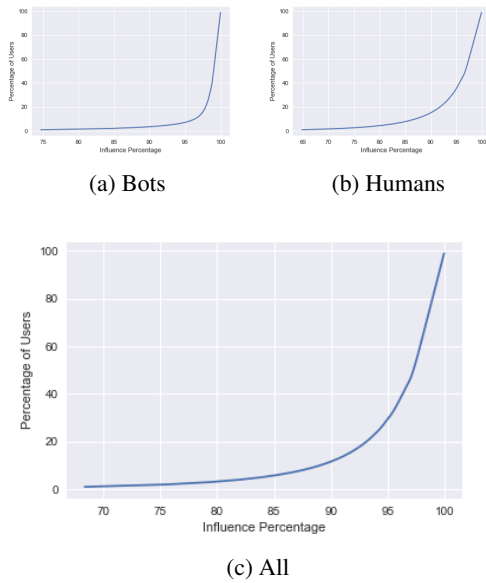 Percentage of Users
100
80
60
40
20
0
75 80 85 90 95 100
Influence Percentage
(a) Bots
Percentage of Users
100
80
60
40
20
0
65 70 75 80 85 90 95 100
Influence Percentage
(b) Humans
Percentage of Users
100
80
60
40
20
0
70 75 80 85 90 95 100
Influence Percentage
(c) All